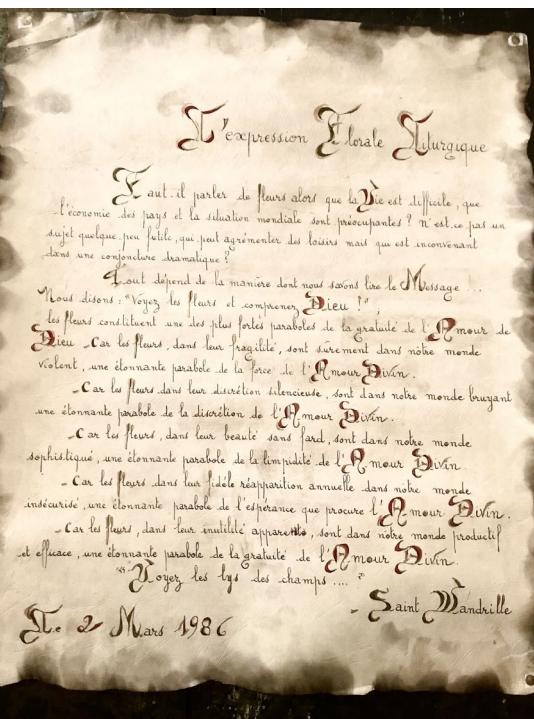 L'expression Florale Liturgique
Faut-il parler de fleurs alors que la Vie est difficile, que
l'économie des pays et la situation mondiale sont préocupantes ? N'est-ce pas un
sujet quelque peu futile, qui peut agrémenter des loisirs mais qui est inconvenant
dans une conjoncture dramatique ?
Tout dépend de la manière dont nous savons lire le Message ...
Nous disons : "Voyez les fleurs et comprenez Dieu !"
les fleurs constituent une des plus fortes paraboles de la gratuité de l'Amour de
Dieu - Car les fleurs, dans leur fragilité, sont sûrement dans nôtre monde
violent, une étonnante parabole de la force de l'Amour Divin.
- Car les fleurs dans leur discrétion silencieuse, sont dans notre monde bruyant
une étonnante parabole de la discrétion de l'Amour Divin.
- Car les fleurs, dans leur beauté sans fard, sont dans notre monde
sophistiqué, une étonnante parabole de la limpidité de l'Amour Divin
- Car les fleurs dans leur fidèle réapparition annuelle dans nôtre monde
insécurisé, une étonnante parabole de l'espérance que procure l'Amour Divin.
- Car les fleurs, dans leur inutilité apparente, sont dans nôtre monde productif
et efficace, une étonnante parabole de la gratuité de l'Amour Divin.
"Voyez les lys des champs .... "
- Saint Wandrille
Le 2 Mars 1986